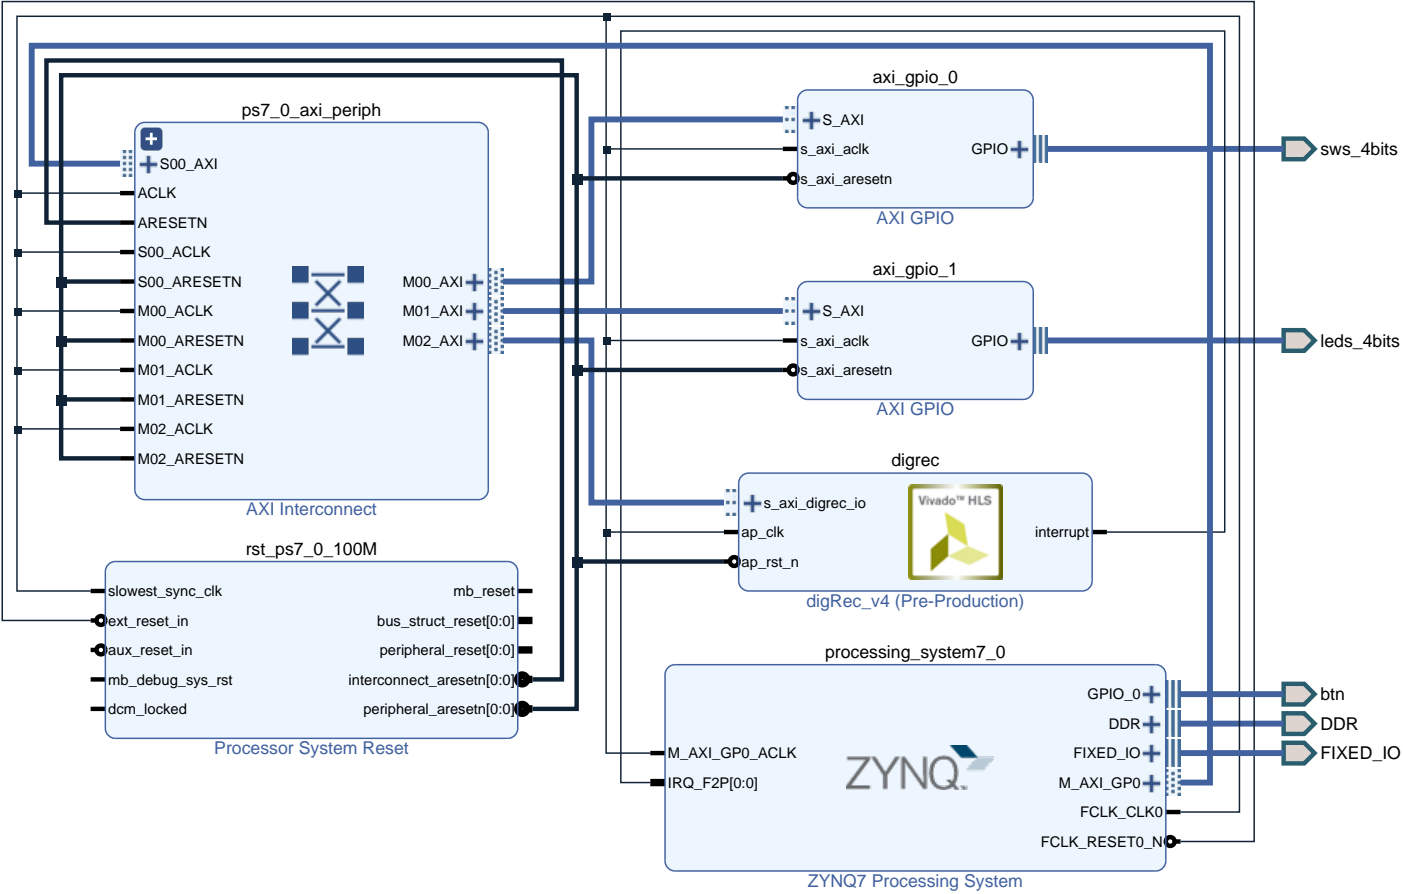 ps7_0_axi_periph
S00_AXI
ACLK
ARESETN
S00_ACLK
S00_ARESETN
M00_ACLK
M00_ARESETN
M01_ACLK
M01_ARESETN
M02_ACLK
M02_ARESETN
M00_AXI
M01_AXI
M02_AXI
AXI Interconnect
axi_gpio_0
S_AXI
s_axi_aclk
s_axi_aresetn
GPIO
AXI GPIO
sws_4bits
axi_gpio_1
S_AXI
s_axi_aclk
s_axi_aresetn
GPIO
AXI GPIO
leds_4bits
digrec
s_axi_digrec_io
ap_clk
ap_rst_n
Vivado™ HLS
interrupt
digRec_v4 (Pre-Production)
rst_ps7_0_100M
slowest_sync_clk
ext_reset_in
aux_reset_in
mb_debug_sys_rst
dcm_locked
mb_reset
bus_struct_reset[0:0]
peripheral_reset[0:0]
interconnect_aresetn[0:0]
peripheral_aresetn[0:0]
Processor System Reset
processing_system7_0
M_AXI_GP0_ACLK
IRQ_F2P[0:0]
ZYNQ
GPIO_0
DDR
FIXED_IO
M_AXI_GP0
FCLK_CLK0
FCLK_RESET0_N
ZYNQ7 Processing System
btn
DDR
FIXED_IO